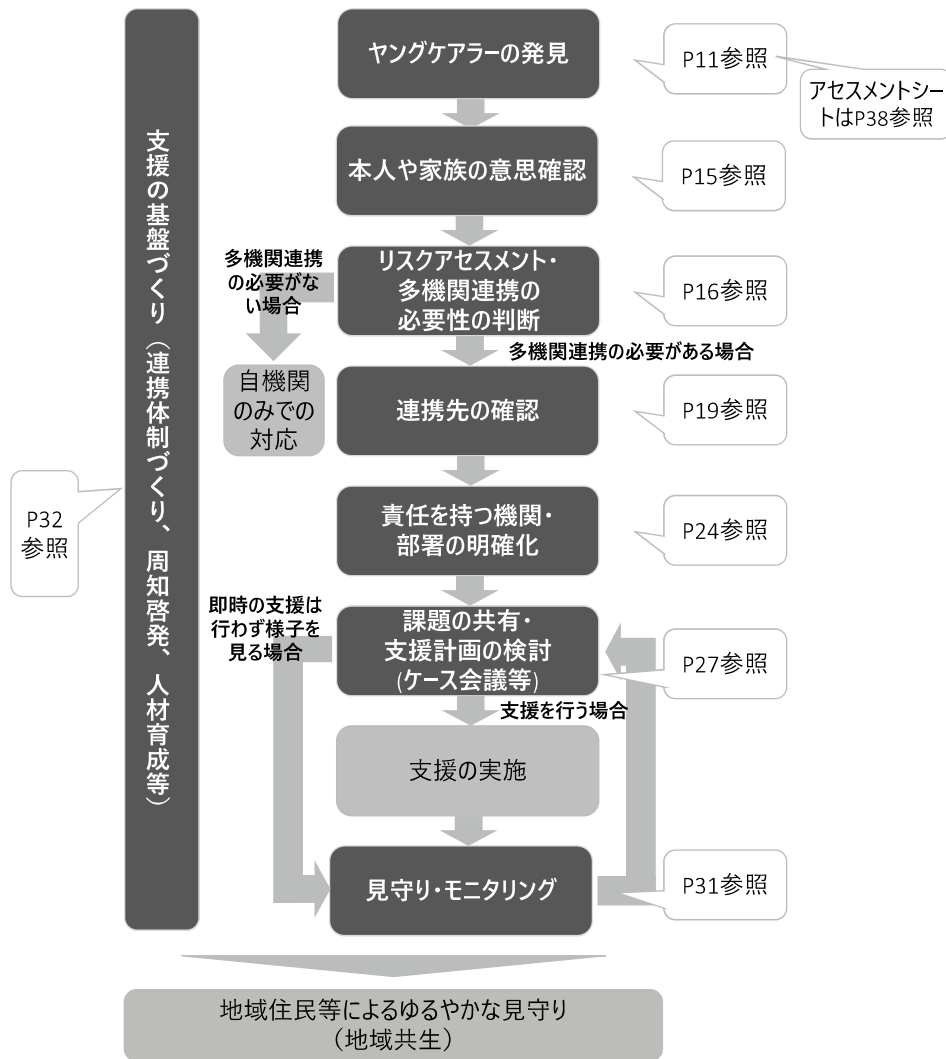 ヤングケアラーの発見
P11参照
アセスメントシー
トはP38参照
本人や家族の意思確認
P15参照
多機関連携
の必要がな
い場合
リスクアセスメント・
多機関連携の
必要性の判断
P16参照
多機関連携の必要がある場合
自機関
のみでの
対応
連携先の確認
P19参照
支援の基盤づくり（連携体制づくり、周知啓発、人材育成等）
P32
参照
責任を持つ機関・
部署の明確化
P24参照
即時の支援は
行わず様子を
見る場合
課題の共有・
支援計画の検討
(ケース会議等)
P27参照
支援を行う場合
支援の実施
見守り・モニタリング
P31参照
地域住民等によるゆるやかな見守り
（地域共生）